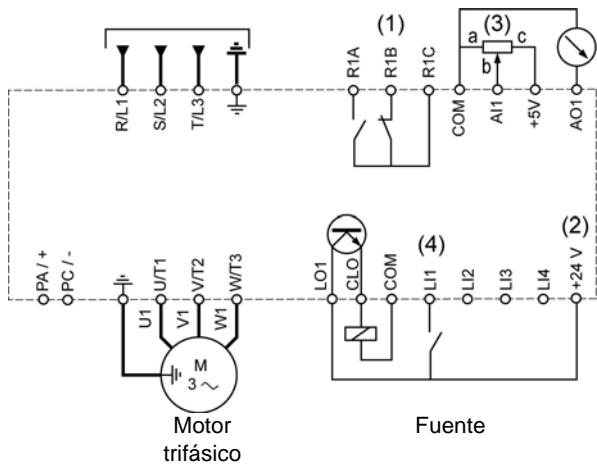 (1)
(3)
a
c
b
R/L1
S/L2
T/L3
R1A
R1B
R1C
COM
AI1
+5V
AO1
(2)
(4)
PA / +
PC / -
U/T1
V/T2
W/T3
LO1
CLO
COM
LI1
LI2
LI3
LI4
+24 V
U1
V1
W1
M
3 ~
Motor
trifásico
Fuente